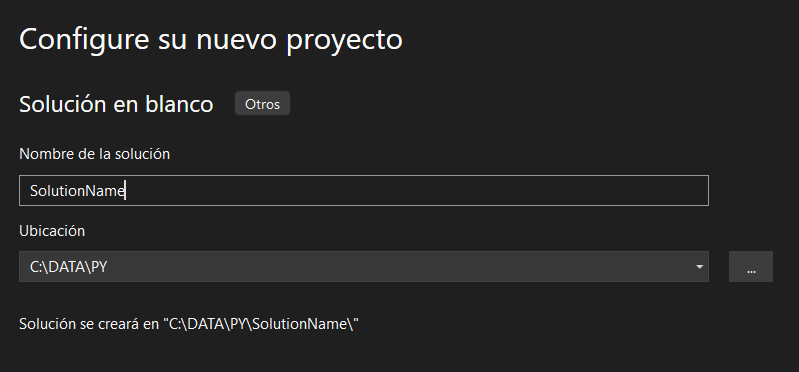 Configure su nuevo proyecto
Solución en blanco Otros
Nombre de la solución
SolutionName
Ubicación
C:\DATA\PY
...
Solución se creará en "C:\DATA\PY\SolutionName\"